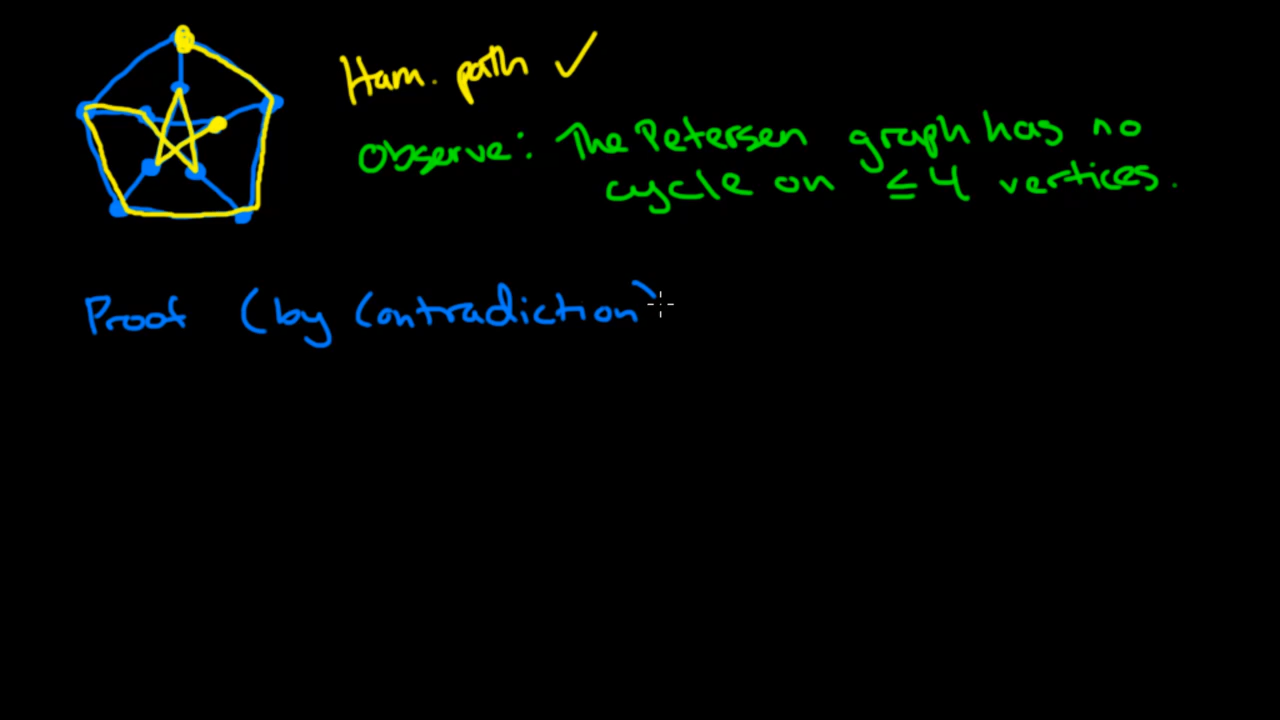 Ham. path ✓
Observe: The Petersen graph has no
cycle on ≤ 4 vertices.
Proof (by Contradiction)